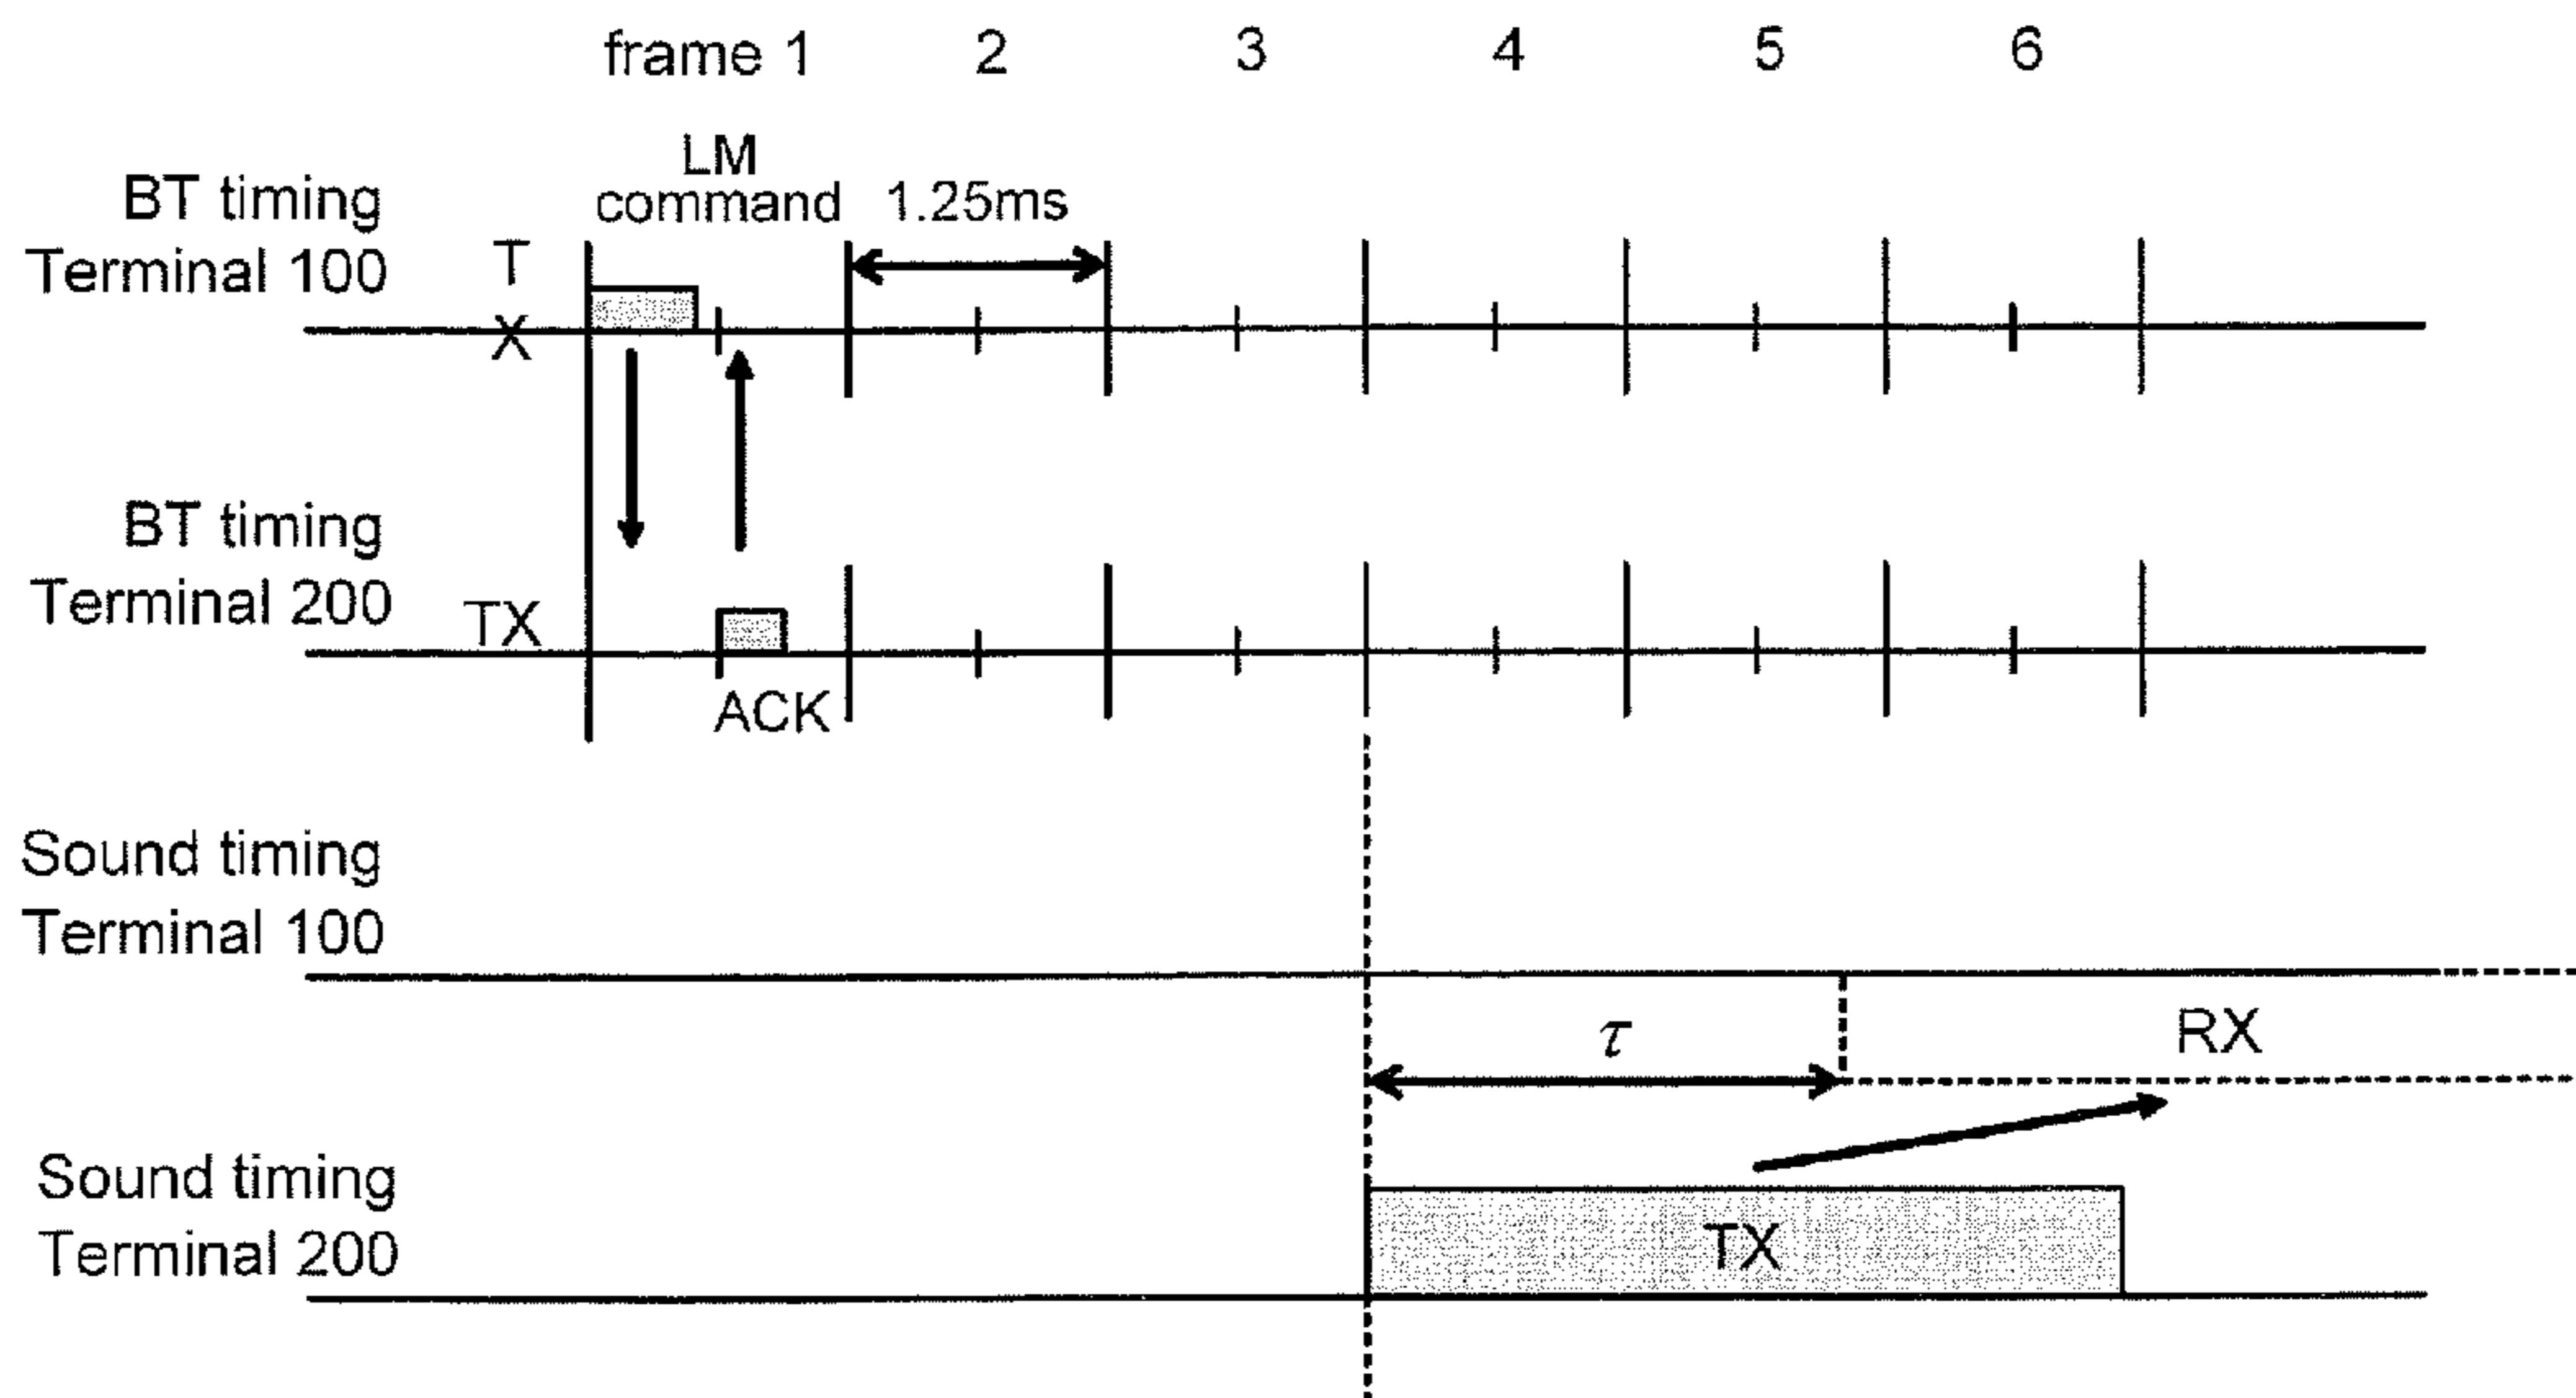 frame 1 2 3 4 5 6
LM
command 1.25ms
BT timing
Terminal 100
T
X
BT timing
Terminal 200
TX
ACK
Sound timing
Terminal 100
τ
RX
Sound timing
Terminal 200
TX